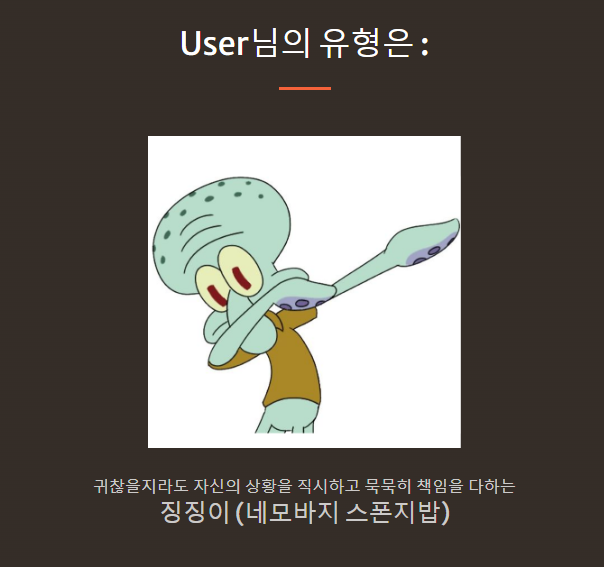 User님의 유형은 :
귀찮을지라도 자신의 상황을 직시하고 묵묵히 책임을 다하는
징징이 (네모바지 스폰지밥)